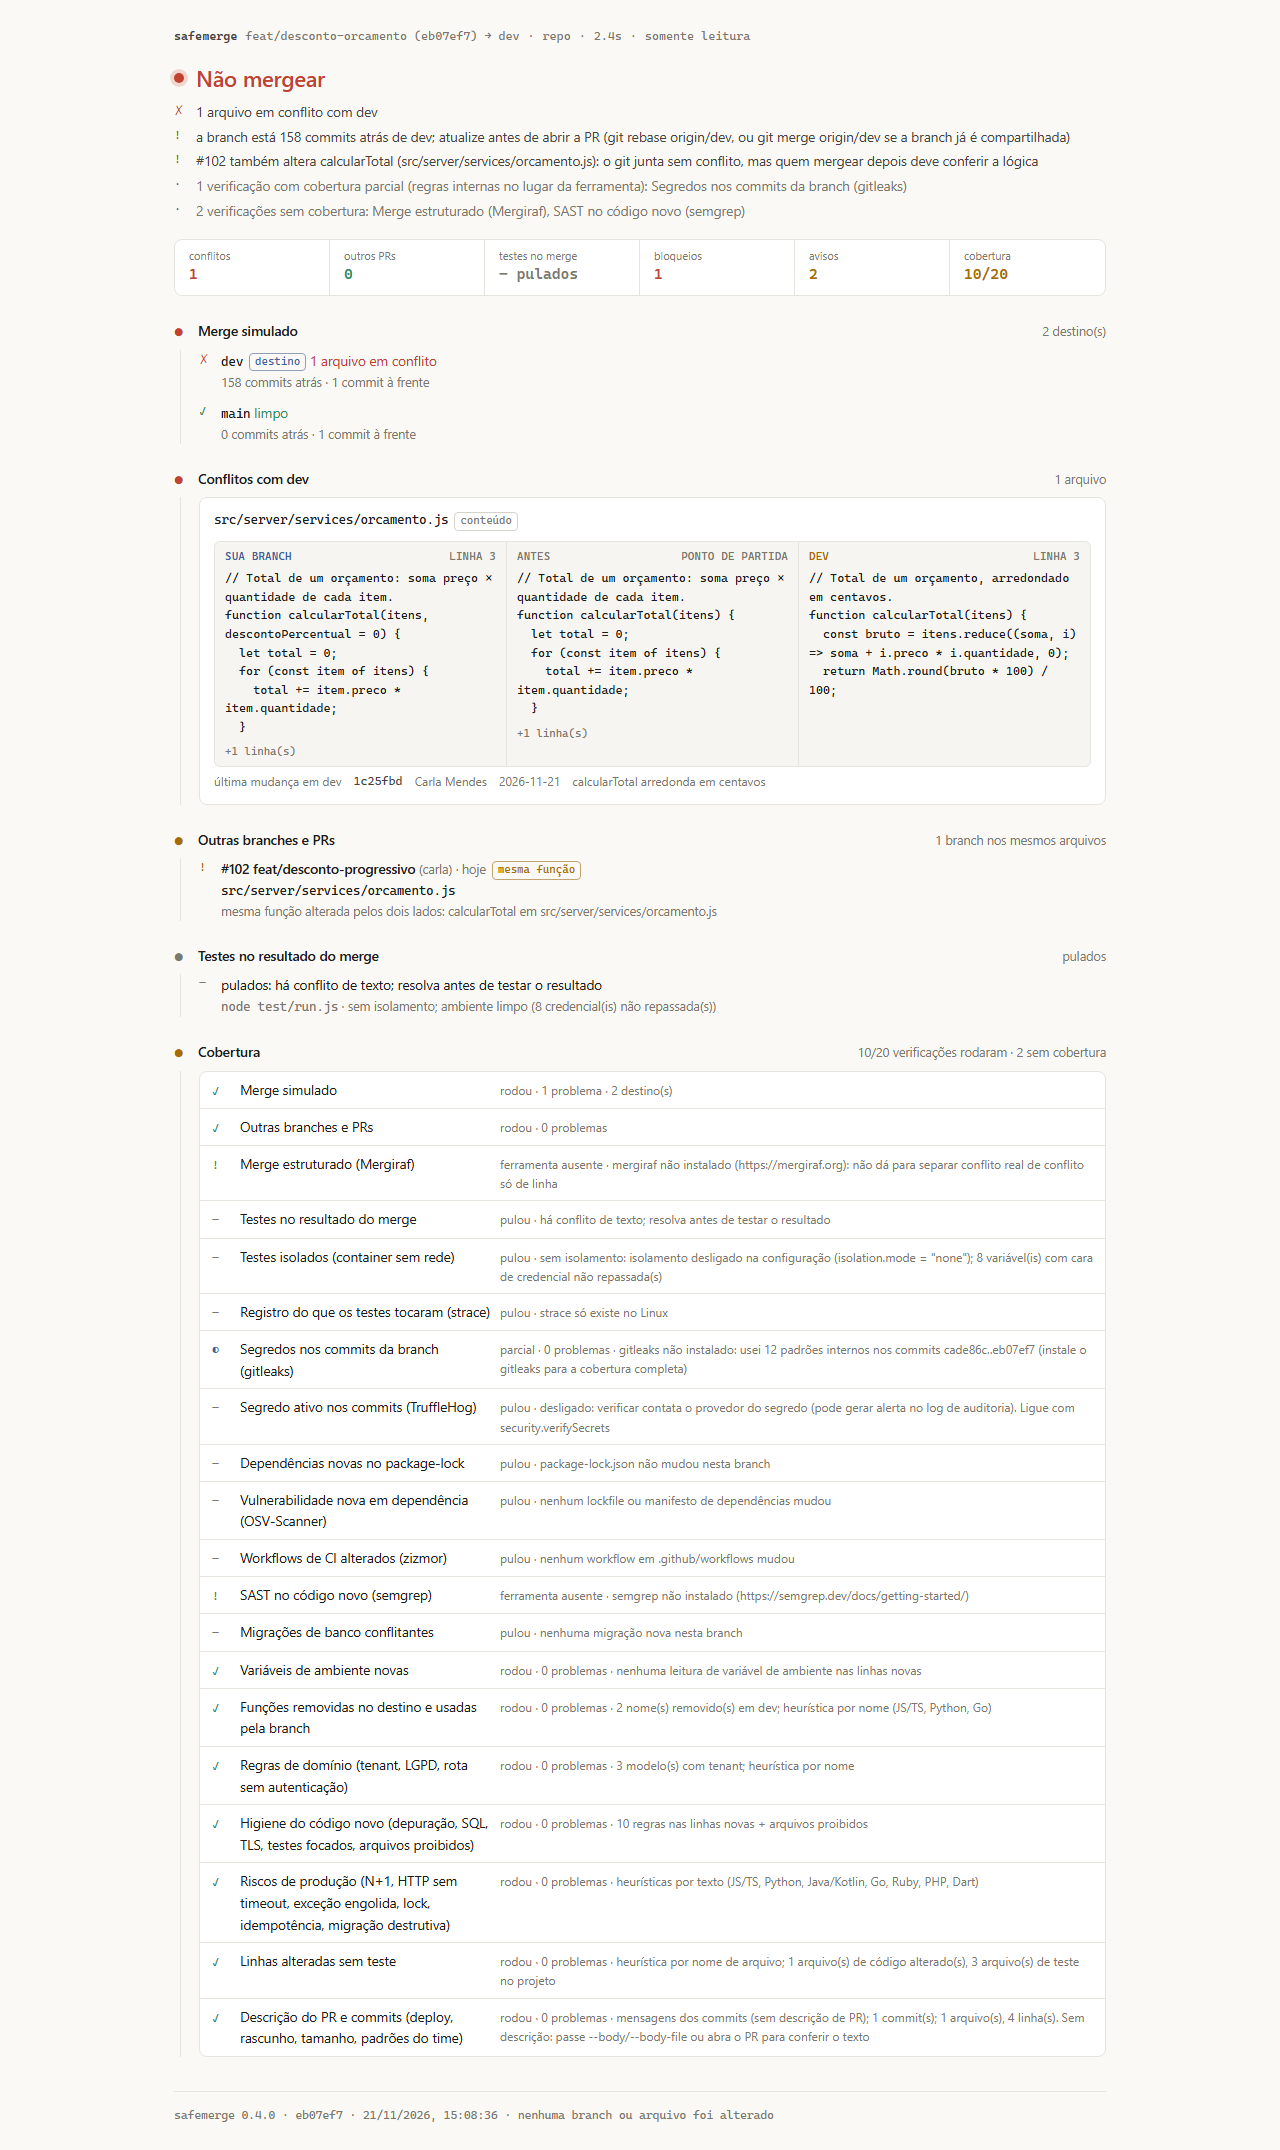 safemerge feat/desconto-orcamento (eb07ef7) → dev · repo · 2.4s · somente leitura
Não mergear
✗ 1 arquivo em conflito com dev
! a branch está 158 commits atrás de dev; atualize antes de abrir a PR (git rebase origin/dev, ou git merge origin/dev se a branch já é compartilhada)
! #102 também altera calcularTotal (src/server/services/orcamento.js): o git junta sem conflito, mas quem mergear depois deve conferir a lógica
· 1 verificação com cobertura parcial (regras internas no lugar da ferramenta): Segredos nos commits da branch (gitleaks)
· 2 verificações sem cobertura: Merge estruturado (Mergiraf), SAST no código novo (semgrep)
conflitos outros PRs testes no merge bloqueios avisos cobertura
1 0 — pulados 1 2 10/20
Merge simulado 2 destino(s)
✗ dev destino 1 arquivo em conflito
158 commits atrás · 1 commit à frente
✓ main limpo
0 commits atrás · 1 commit à frente
Conflitos com dev 1 arquivo
src/server/services/orcamento.js conteúdo
SUA BRANCH LINHA 3
// Total de um orçamento: soma preço ×
quantidade de cada item.
function calcularTotal(itens,
descontoPercentual = 0) {
let total = 0;
for (const item of itens) {
total += item.preco *
item.quantidade;
}
+1 linha(s)
ANTES PONTO DE PARTIDA
// Total de um orçamento: soma preço ×
quantidade de cada item.
function calcularTotal(itens) {
let total = 0;
for (const item of itens) {
total += item.preco *
item.quantidade;
}
+1 linha(s)
DEV LINHA 3
// Total de um orçamento, arredondado
em centavos.
function calcularTotal(itens) {
const bruto = itens.reduce((soma, i)
=> soma + i.preco * i.quantidade, 0);
return Math.round(bruto * 100) /
100;
última mudança em dev 1c25fbd Carla Mendes 2026-11-21 calcularTotal arredonda em centavos
Outras branches e PRs 1 branch nos mesmos arquivos
! #102 feat/desconto-progressivo (carla) · hoje mesma função
src/server/services/orcamento.js
mesma função alterada pelos dois lados: calcularTotal em src/server/services/orcamento.js
Testes no resultado do merge pulados
— pulados: há conflito de texto; resolva antes de testar o resultado
node test/run.js · sem isolamento; ambiente limpo (8 credencial(is) não repassada(s))
Cobertura 10/20 verificações rodaram · 2 sem cobertura
✓ Merge simulado rodou · 1 problema · 2 destino(s)
✓ Outras branches e PRs rodou · 0 problemas
! Merge estruturado (Mergiraf) ferramenta ausente · mergiraf não instalado (https://mergiraf.org): não dá para separar conflito real de conflito
só de linha
— Testes no resultado do merge pulou · há conflito de texto; resolva antes de testar o resultado
— Testes isolados (container sem rede) pulou · sem isolamento: isolamento desligado na configuração (isolation.mode = "none"); 8 variável(is) com cara
de credencial não repassada(s)
— Registro do que os testes tocaram (strace) pulou · strace só existe no Linux
◐ Segredos nos commits da branch
(gitleaks)
parcial · 0 problemas · gitleaks não instalado: usei 12 padrões internos nos commits cade86c..eb07ef7 (instale o
gitleaks para a cobertura completa)
— Segredo ativo nos commits (TruffleHog) pulou · desligado: verificar contata o provedor do segredo (pode gerar alerta no log de auditoria). Ligue com
security.verifySecrets
— Dependências novas no package-lock pulou · package-lock.json não mudou nesta branch
— Vulnerabilidade nova em dependência
(OSV-Scanner)
pulou · nenhum lockfile ou manifesto de dependências mudou
— Workflows de CI alterados (zizmor) pulou · nenhum workflow em .github/workflows mudou
! SAST no código novo (semgrep) ferramenta ausente · semgrep não instalado (https://semgrep.dev/docs/getting-started/)
— Migrações de banco conflitantes pulou · nenhuma migração nova nesta branch
✓ Variáveis de ambiente novas rodou · 0 problemas · nenhuma leitura de variável de ambiente nas linhas novas
✓ Funções removidas no destino e usadas
pela branch
rodou · 0 problemas · 2 nome(s) removido(s) em dev; heurística por nome (JS/TS, Python, Go)
✓ Regras de domínio (tenant, LGPD, rota
sem autenticação)
rodou · 0 problemas · 3 modelo(s) com tenant; heurística por nome
✓ Higiene do código novo (depuração, SQL,
TLS, testes focados, arquivos proibidos)
rodou · 0 problemas · 10 regras nas linhas novas + arquivos proibidos
✓ Riscos de produção (N+1, HTTP sem
timeout, exceção engolida, lock,
idempotência, migração destrutiva)
rodou · 0 problemas · heurísticas por texto (JS/TS, Python, Java/Kotlin, Go, Ruby, PHP, Dart)
✓ Linhas alteradas sem teste rodou · 0 problemas · heurística por nome de arquivo; 1 arquivo(s) de código alterado(s), 3 arquivo(s) de teste
no projeto
✓ Descrição do PR e commits (deploy,
rascunho, tamanho, padrões do time)
rodou · 0 problemas · mensagens dos commits (sem descrição de PR); 1 commit(s); 1 arquivo(s), 4 linha(s). Sem
descrição: passe --body/--body-file ou abra o PR para conferir o texto
safemerge 0.4.0 · eb07ef7 · 21/11/2026, 15:08:36 · nenhuma branch ou arquivo foi alterado